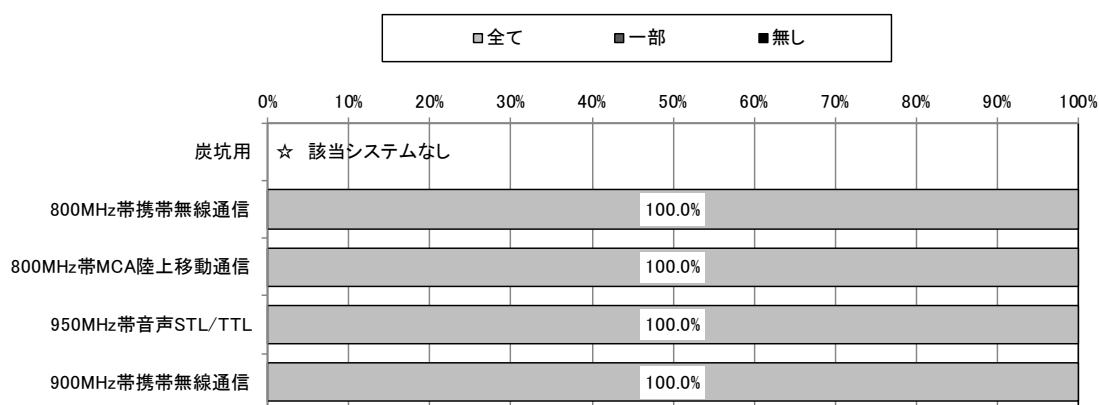 全て 一部 無し
0% 10% 20% 30% 40% 50% 60% 70% 80% 90% 100%
炭坑用 ☆ 該当システムなし
800MHz帯携帯無線通信 100.0%
800MHz帯MCA陸上移動通信 100.0%
950MHz帯音声STL/TTL 100.0%
900MHz帯携帯無線通信 100.0%